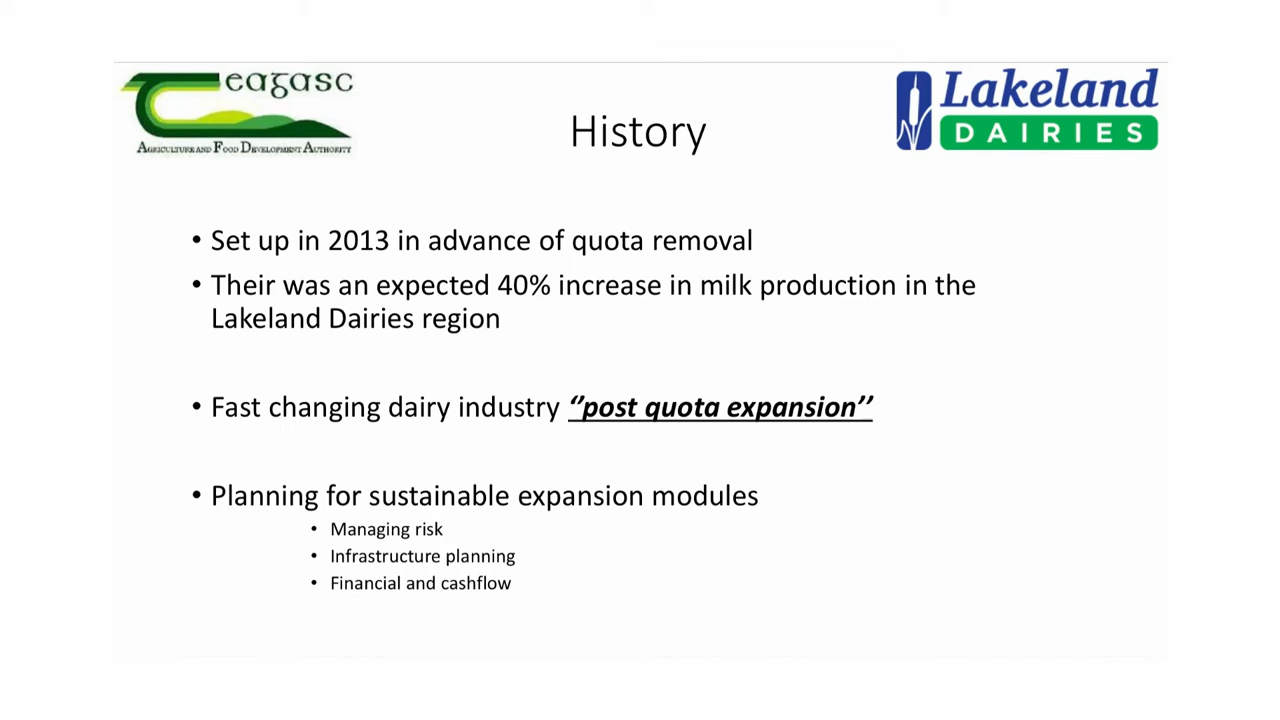 eagasc
AGRICULTURE AND FOOD DEVELOPMENT AUTHORITY
Lakeland
DAIRIES
History
• Set up in 2013 in advance of quota removal
• Their was an expected 40% increase in milk production in the
Lakeland Dairies region
• Fast changing dairy industry ‘’post quota expansion’’
• Planning for sustainable expansion modules
• Managing risk
• Infrastructure planning
• Financial and cashflow